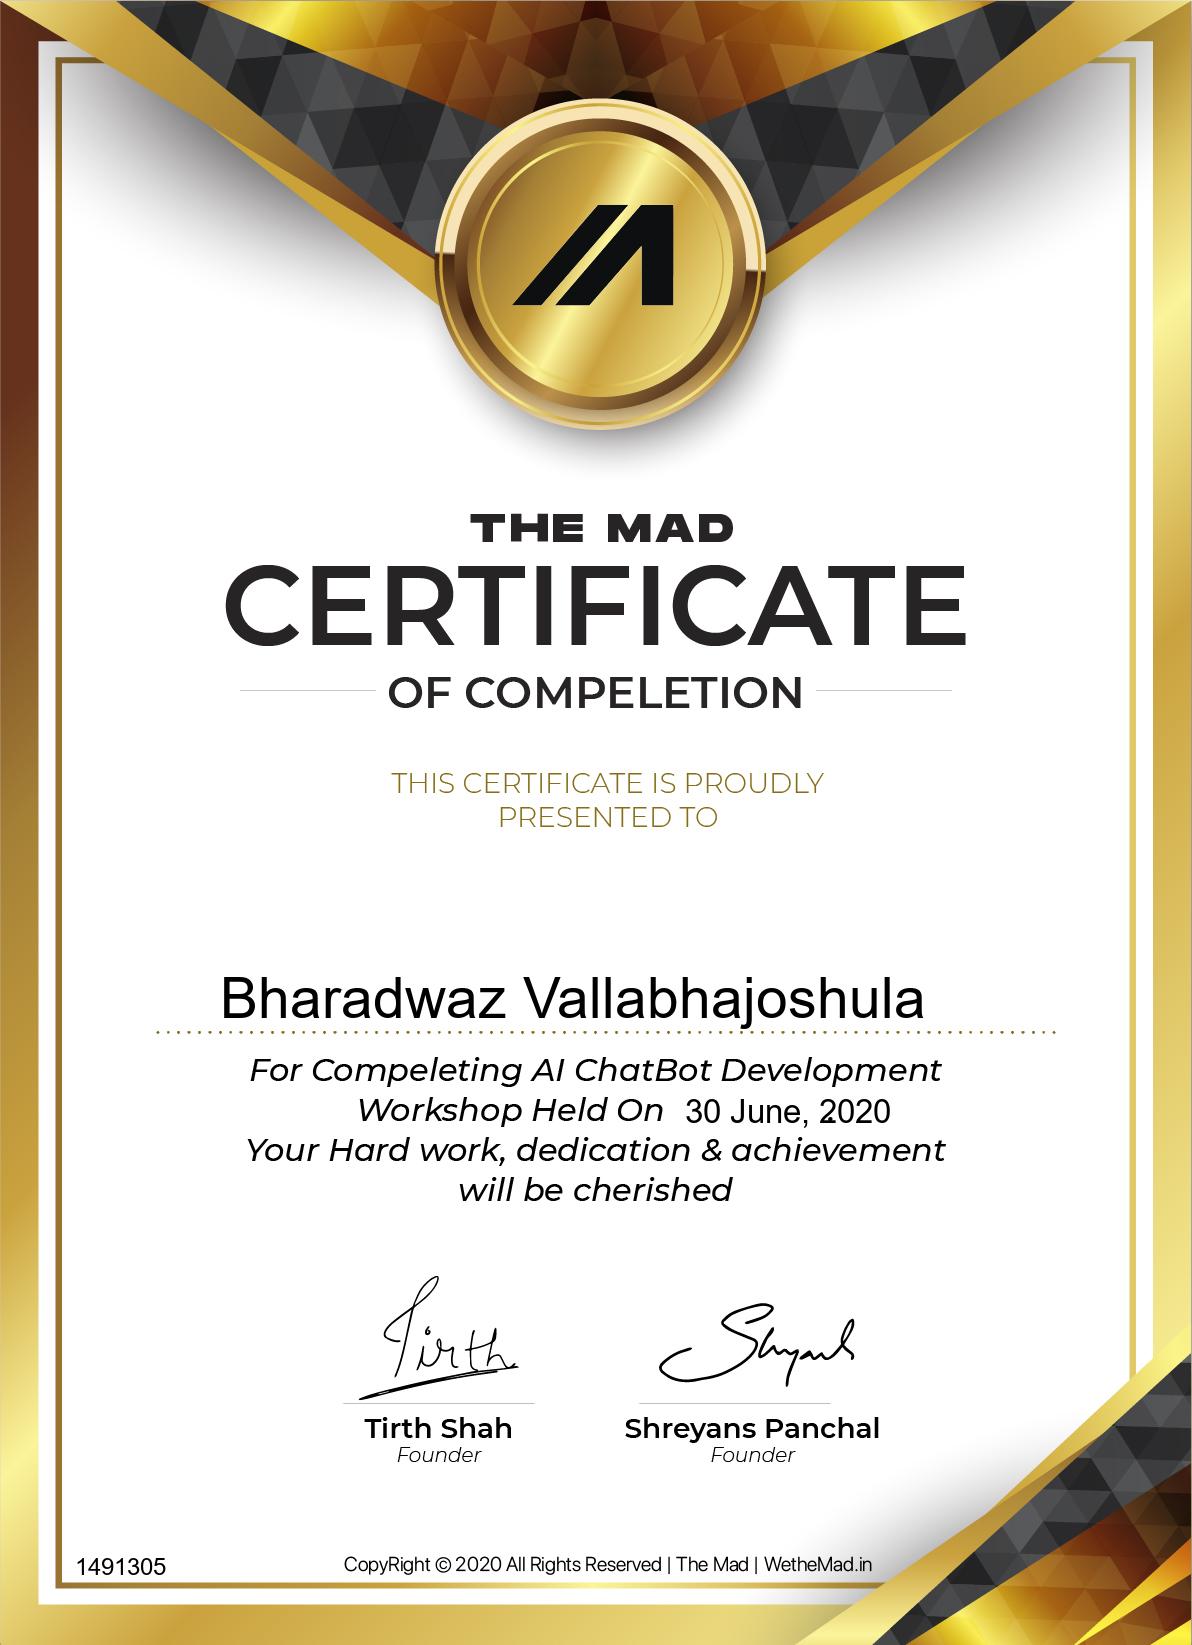 THE MAD
CERTIFICATE
OF COMPELETION
THIS CERTIFICATE IS PROUDLY
PRESENTED TO
Bharadwaz Vallabhajoshula
For Compeleting AI ChatBot Development
Workshop Held On 30 June, 2020
Your Hard work, dedication & achievement
will be cherished
Tirth
Tirth Shah
Founder
Shreyans Panchal
Founder
1491305
CopyRight © 2020 All Rights Reserved | The Mad | WetheMad.in